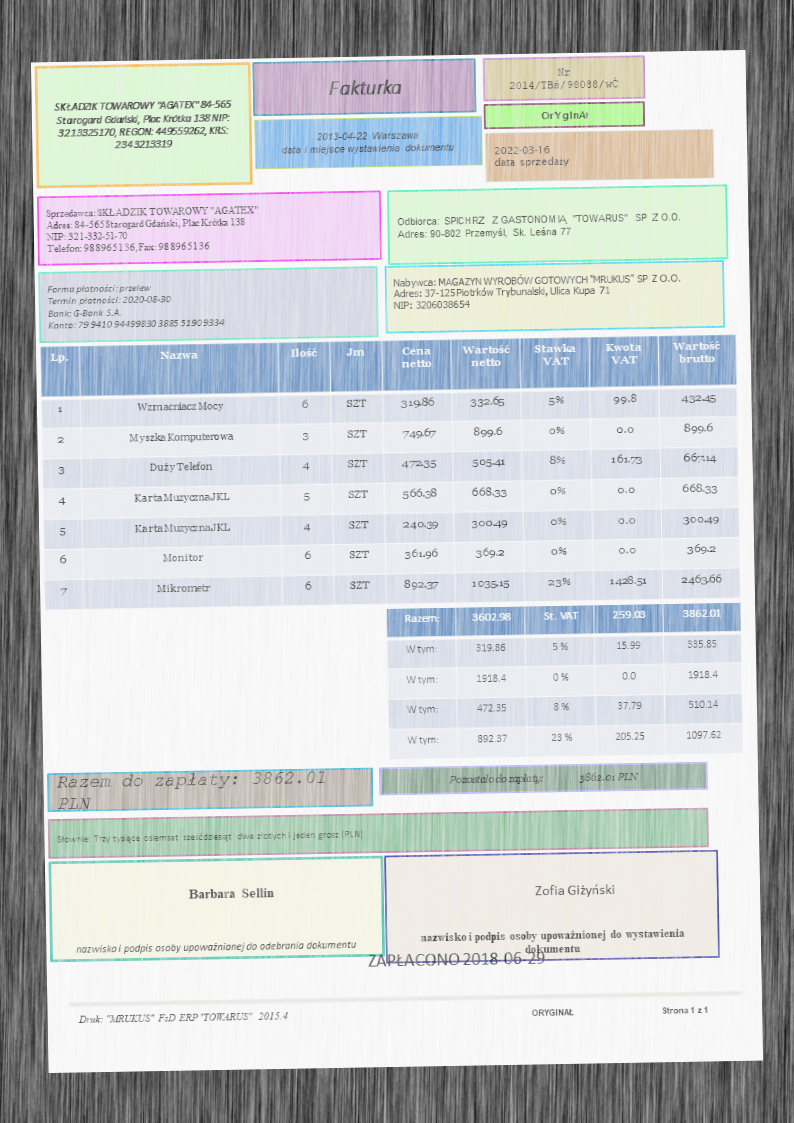 SKŁADZIK TOWAROWY "AGATEX" 84-565
Starogard Gdański, Plac Krótka 138 NIP:
3213325170, REGON: 449559262, KRS:
2343213319
Fakturka
2013-04-22 Warszawa
data i miejsce wystawienia dokumentu
Nr
2014/TB6/98088/wĆ
OrYgInAł
2022-03-16
data sprzedaży
Sprzedawca: SKŁADZIK TOWAROWY "AGATEX"
Adres: 84-565 Starogard Gdański, Plac Krótka 138
NIP: 321-332-51-70
Telefon: 988965136, Fax: 988965136
Odbiorca: SPICHRZ Z GASTONOMIĄ "TOWARUS" SP Z O.O.
Adres: 90-802 Przemyśl, Sk. Leśna 77
Forma płatności: przelew
Termin płatności: 2020-08-30
Bank: G-Bank S.A.
Konto: 79 9410 94499830 3885 5190 9334
Nabywca: MAGAZYN WYROBÓW GOTOWYCH "MRUKUS" SP Z O.O.
Adres: 37-125 Piotrków Trybunalski, Ulica Kupa 71
NIP: 3206038654
Lp. Nazwa Ilość Jm Cena netto Wartość netto Stawka VAT Kwota VAT Wartość brutto
1 Wzmacniacz Mocy 6 SZT 319.86 332.65 5% 99.8 432.45
2 Myszka Komputerowa 3 SZT 749.67 899.6 0% 0.0 899.6
3 Duży Telefon 4 SZT 472.35 505.41 8% 161.73 667.14
4 Karta Muzyczna JKL 5 SZT 566.38 668.33 0% 0.0 668.33
5 Karta Muzyczna JKL 4 SZT 240.39 300.49 0% 0.0 300.49
6 Monitor 6 SZT 361.96 369.2 0% 0.0 369.2
7 Mikrometr 6 SZT 892.37 1035.15 23% 1428.51 2463.66
Razem: 3602.98 St. VAT 259.03 3862.01
W tym: 319.86 5 % 15.99 335.85
W tym: 1918.4 0 % 0.0 1918.4
W tym: 472.35 8 % 37.79 510.14
W tym: 892.37 23 % 205.25 1097.62
Razem do zapłaty: 3862.01
PLN
Pozostało do zapłaty: 3862.01 PLN
Słownie: Trzy tysiące osiemset sześćdziesiąt dwa złotych i jeden grosz (PLN)
Barbara Sellin
nazwisko i podpis osoby upoważnionej do odebrania dokumentu
Zofia Giżyński
nazwisko i podpis osoby upoważnionej do wystawienia
dokumentu
ZAPŁACONO 2018-06-29
Druk: "MRUKUS" FzD ERP "TOWARUS" 2015.4
ORYGINAŁ
Strona 1 z 1